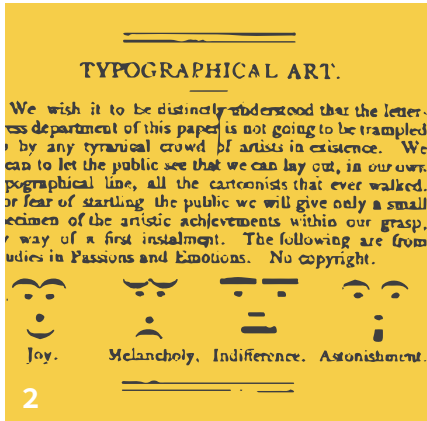 TYPOGRAPHICAL ART.
We wish it to be distinctly understood that the letter-
ess department of this paper is not going to be trampled
by any tyranical crowd of artists in existence. We
ean to let the public see that we can lay out, in our own
pographical line, all the cartoonists that ever walked.
or fear of startling the public we will give only a small
ecimen of the artistic achievements within our grasp,
way of a first instalment. The following are from
udies in Passions and Emotions. No copyright.
Joy. Melancholy. Indifference. Astonishment.
2